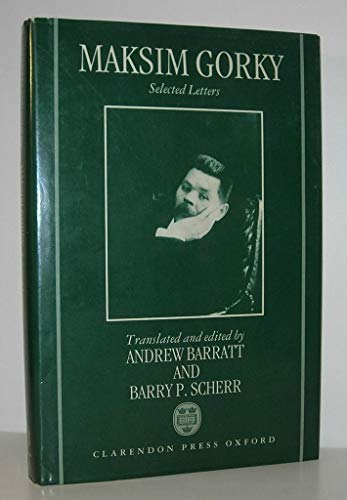 MAKSIM GORKY
Selected Letters
Translated and edited by
ANDREW BARRATT
AND
BARRY P. SCHERR
CLARENDON PRESS OXFORD